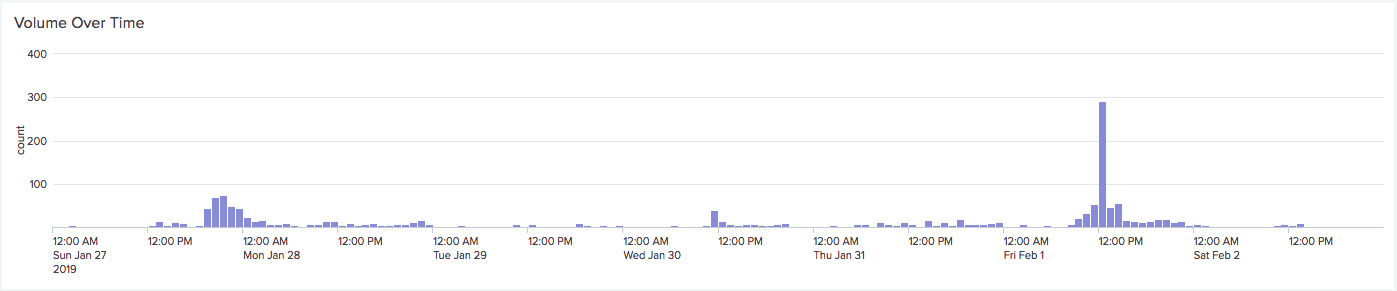 Volume Over Time
400
300
200
100
count
12:00 AM 12:00 PM 12:00 AM 12:00 PM 12:00 AM 12:00 PM 12:00 AM 12:00 PM 12:00 AM 12:00 PM 12:00 AM 12:00 PM 12:00 AM 12:00 PM
Sun Jan 27 Mon Jan 28 Tue Jan 29 Wed Jan 30 Thu Jan 31 Fri Feb 1 Sat Feb 2
2019